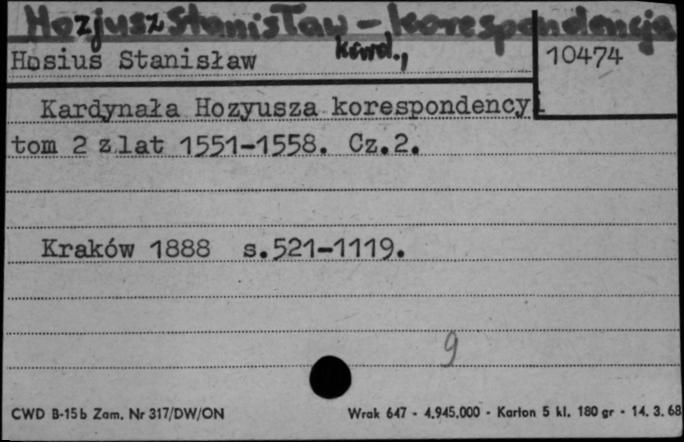 Hozjusz Stanisław – korespondencja
Hosius Stanisław kard.,
10474
Kardynała Hozyusza korespondencyi
tom 2 z lat 1551-1558. Cz.2.
Kraków 1888 s.521-1119.
9
CWD B-15b Zam. Nr 317/DW/ON
Wrak 647 - 4.945.000 - Karton 5 kl. 180 gr - 14. 3. 68